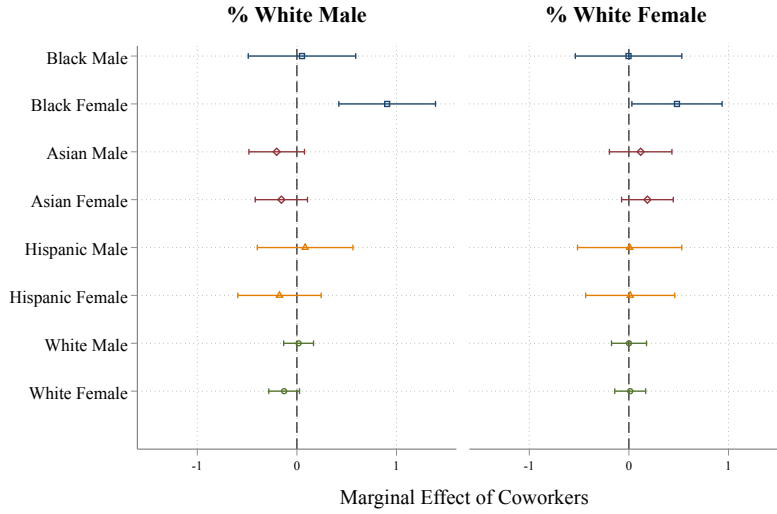 % White Male
% White Female
Black Male
Black Female
Asian Male
Asian Female
Hispanic Male
Hispanic Female
White Male
White Female
-1 0 1
-1 0 1
Marginal Effect of Coworkers